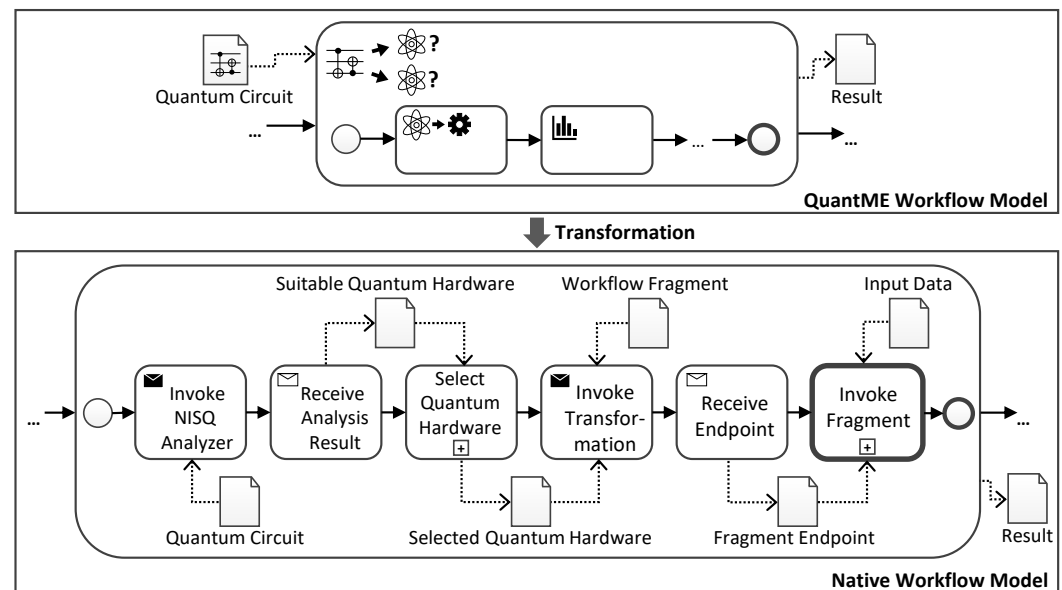 ?
?
Quantum Circuit
Result
...
...
...
QuantME Workflow Model
Transformation
Suitable Quantum Hardware
Workflow Fragment
Input Data
Invoke
NISQ
Analyzer
Receive
Analysis
Result
Select
Quantum
Hardware
Invoke
Transfor-
mation
Receive
Endpoint
Invoke
Fragment
...
...
Quantum Circuit
Selected Quantum Hardware
Fragment Endpoint
Result
Native Workflow Model